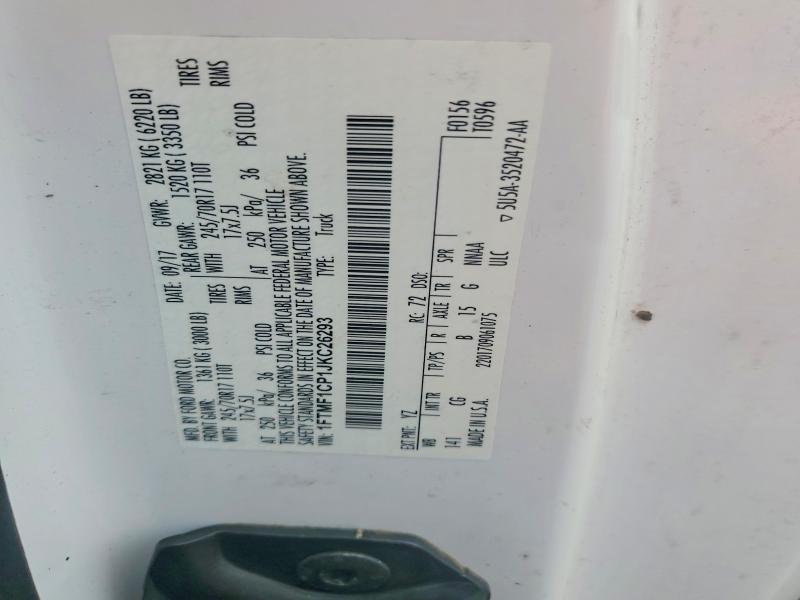 MFD. BY FORD MOTOR CO.
DATE: 09/17 GVWR: 2821 KG ( 6220 LB)
FRONT GAWR: 1361 KG ( 3000 LB) REAR GAWR: 1520 KG ( 3350 LB)
WITH 245/70R17 110T TIRES WITH 245/70R17 110T TIRES
17x7.5J RIMS 17x7.5J RIMS
AT 250 kPa/ 36 PSI COLD AT 250 kPa/ 36 PSI COLD
THIS VEHICLE CONFORMS TO ALL APPLICABLE FEDERAL MOTOR VEHICLE
SAFETY STANDARDS IN EFFECT ON THE DATE OF MANUFACTURE SHOWN ABOVE.
VIN: 1FTMF1CP1JKC26293 TYPE: Truck
EXT PNT: YZ RC: 72 DSO: F0156
WB INT TR TP/PS R AXLE TR SPR T0596
141 CG B 15 G NNAA
MADE IN U.S.A. 2201709061075 ULC
5U5A-3520472-AA